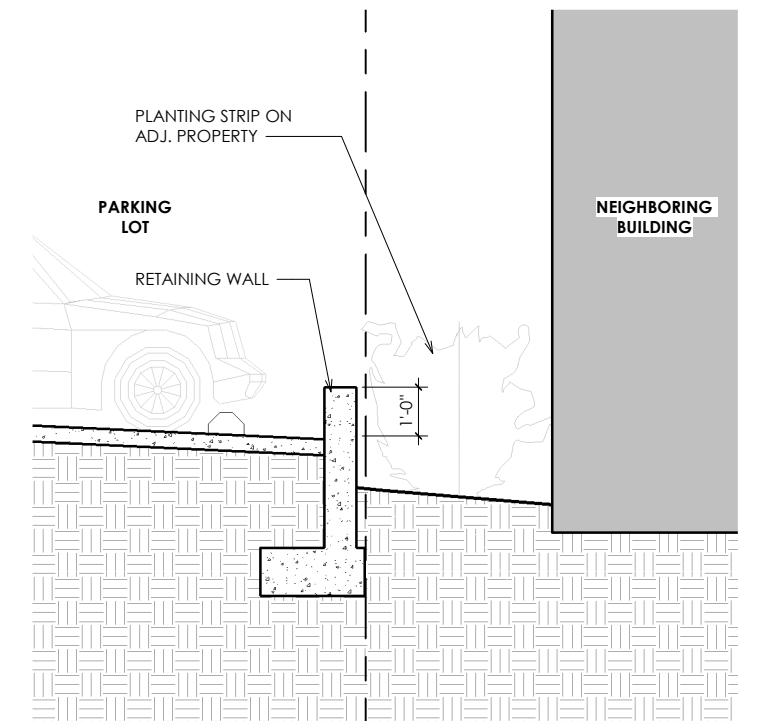 PLANTING STRIP ON
ADJ. PROPERTY
PARKING
LOT
NEIGHBORING
BUILDING
RETAINING WALL
1'-0"